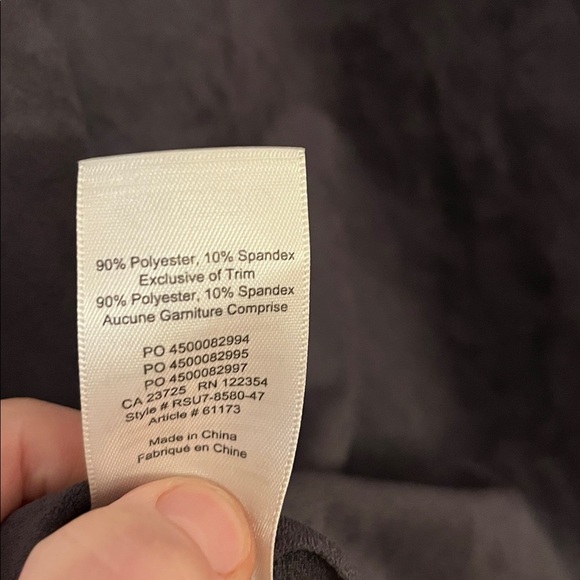 90% Polyester, 10% Spandex
Exclusive of Trim
90% Polyester, 10% Spandex
Aucune Garniture Comprise
PO 4500082994
PO 4500082995
PO 4500082997
CA 23725 RN 122354
Style # RSU7-8580-47
Article # 61173
Made in China
Fabriqué en Chine